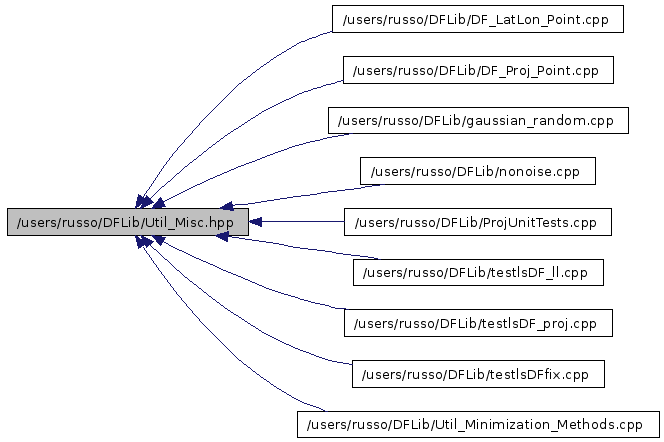 /users/russo/DFLib/DF_LatLon_Point.cpp
/users/russo/DFLib/DF_Proj_Point.cpp
/users/russo/DFLib/gaussian_random.cpp
/users/russo/DFLib/nonoise.cpp
/users/russo/DFLib/Util_Misc.hpp
/users/russo/DFLib/ProjUnitTests.cpp
/users/russo/DFLib/testlsDF_ll.cpp
/users/russo/DFLib/testlsDF_proj.cpp
/users/russo/DFLib/testlsDFfix.cpp
/users/russo/DFLib/Util_Minimization_Methods.cpp